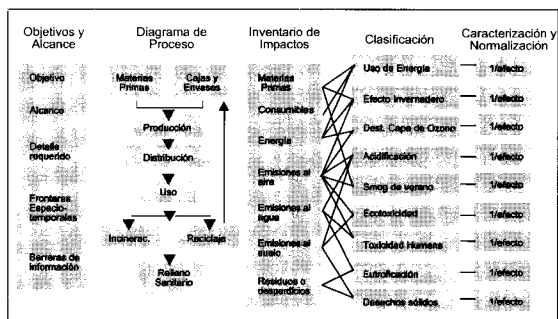 Objetivos y
Alcance
Objetivo
Alcance
Detalle
requerido
Fronteras
Espacio-
temporales
Barreras de
información
Diagrama de
Proceso
Materias
Primas
Cajas y
Envases
Producción
Distribución
Uso
Incinerac.
Reciclaje
Relleno
Sanitario
Inventario de
Impactos
Materias
Primas
Consumibles
Energía
Emisiones al
aire
Emisiones al
agua
Emisiones al
suelo
Residuos o
desperdicios
Clasificación
Uso de Energía
Efecto Invernadero
Dest. Capa de Ozono
Acidificación
Smog de verano
Ecotoxicidad
Toxicidad Humana
Eutroficación
Desechos sólidos
Caracterización y
Normalización
1/efecto
1/efecto
1/efecto
1/efecto
1/efecto
1/efecto
1/efecto
1/efecto
1/efecto